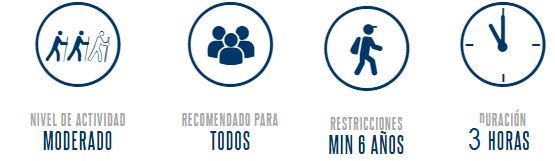 NIVEL DE ACTIVIDAD
MODERADO
RECOMENDADO PARA
TODOS
RESTRICCIONES
MIN 6 AÑOS
DURACIÓN
3 HORAS